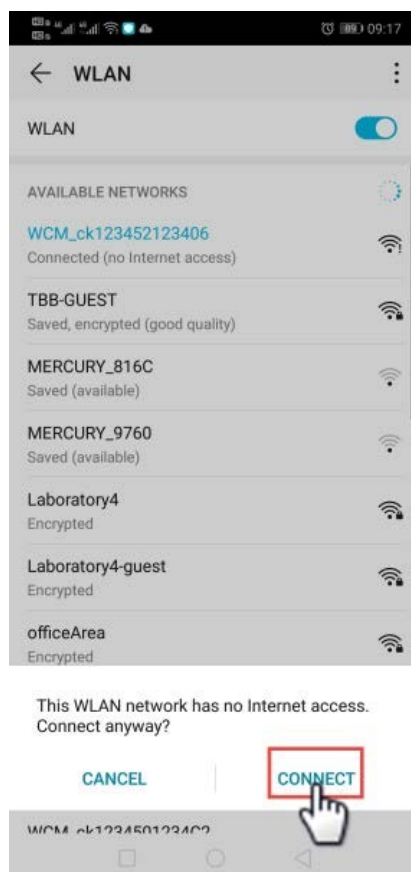 09:17
WLAN
WLAN
AVAILABLE NETWORKS
WCM_ck123452123406
Connected (no Internet access)
TBB-GUEST
Saved, encrypted (good quality)
MERCURY_816C
Saved (available)
MERCURY_9760
Saved (available)
Laboratory4
Encrypted
Laboratory4-guest
Encrypted
officeArea
Encrypted
This WLAN network has no Internet access.
Connect anyway?
CANCEL CONNECT